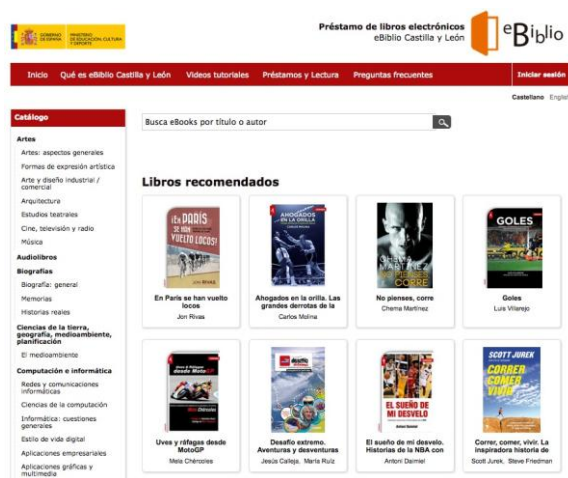 GOBIERNO
DE ESPAÑA
MINISTERIO
DE EDUCACIÓN, CULTURA
Y DEPORTE
Préstamo de libros electrónicos
eBiblio Castilla y León
eBiblio
Inicio Qué es eBiblio Castilla y León Videos tutoriales Préstamos y Lectura Preguntas frecuentes Iniciar sesión
Castellano English
Catálogo
Busca eBooks por título o autor
Artes
Artes: aspectos generales
Formas de expresión artística
Arte y diseño industrial /
comercial
Arquitectura
Estudios teatrales
Cine, televisión y radio
Música
Audiolibros
Biografías
Biografía: general
Memorias
Historias reales
Ciencias de la tierra,
geografía, medioambiente,
planificación
El medioambiente
Computación e informática
Redes y comunicaciones
informáticas
Ciencias de la computación
Informática: cuestiones
generales
Estilo de vida digital
Aplicaciones empresariales
Aplicaciones gráficas y
multimedia
Libros recomendados
¡EN PARÍS
SE HAN
VUELTO LOCOS!
JON RIVAS
En París se han vuelto
locos
Jon Rivas
AHOGADOS
EN LA ORILLA
Ahogados en la orilla. Las
grandes derrotas de la
Carlos Molina
CHEMA
MARTÍNEZ
NO PIENSES,
CORRE
No pienses, corre
Chema Martínez
GOLES
Goles
Luis Villarejo
Uves y Ráfagas
desde MotoGP
Mela Chércoles
Uves y ráfagas desde
MotoGP
Mela Chércoles
desafío
extremo
Desafío extremo.
Aventuras y desventuras
Jesús Calleja, María Ruiz
EL SUEÑO DE
MI DESVELO
Antoni Daimiel
El sueño de mi desvelo.
Historias de la NBA con
Antoni Daimiel
SCOTT JUREK
CORRER
COMER
VIVIR
Correr, comer, vivir. La
inspiradora historia de
Scott Jurek, Steve Friedman